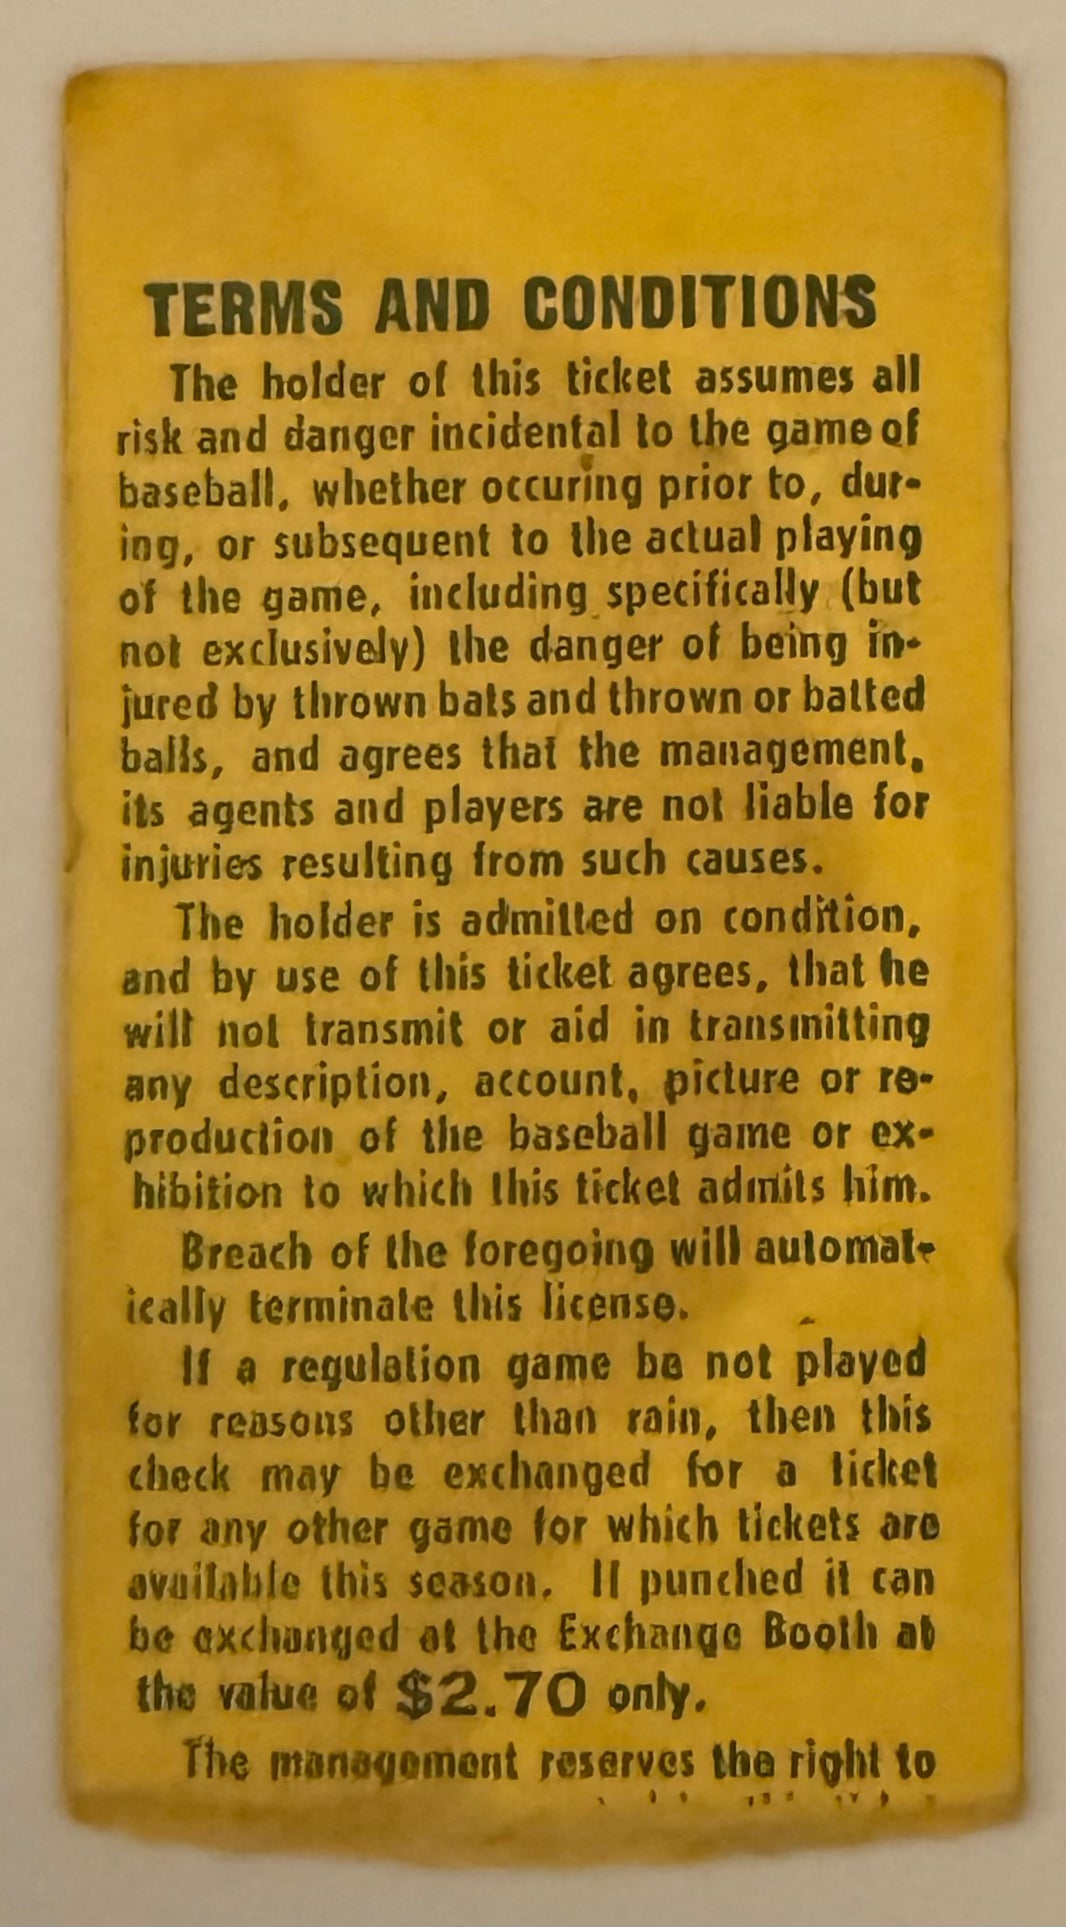 TERMS AND CONDITIONS
The holder of this ticket assumes all
risk and danger incidental to the game of
baseball, whether occuring prior to, dur-
ing, or subsequent to the actual playing
of the game, including specifically (but
not exclusively) the danger of being in-
jured by thrown bats and thrown or batted
balls, and agrees that the management,
its agents and players are not liable for
injuries resulting from such causes.
The holder is admitted on condition,
and by use of this ticket agrees, that he
will not transmit or aid in transmitting
any description, account, picture or re-
production of the baseball game or ex-
hibition to which this ticket admits him.
Breach of the foregoing will automat-
ically terminate this license.
If a regulation game be not played
for reasons other than rain, then this
check may be exchanged for a ticket
for any other game for which tickets are
available this season. If punched it can
be exchanged at the Exchange Booth at
the value of $2.70 only.
The management reserves the right to